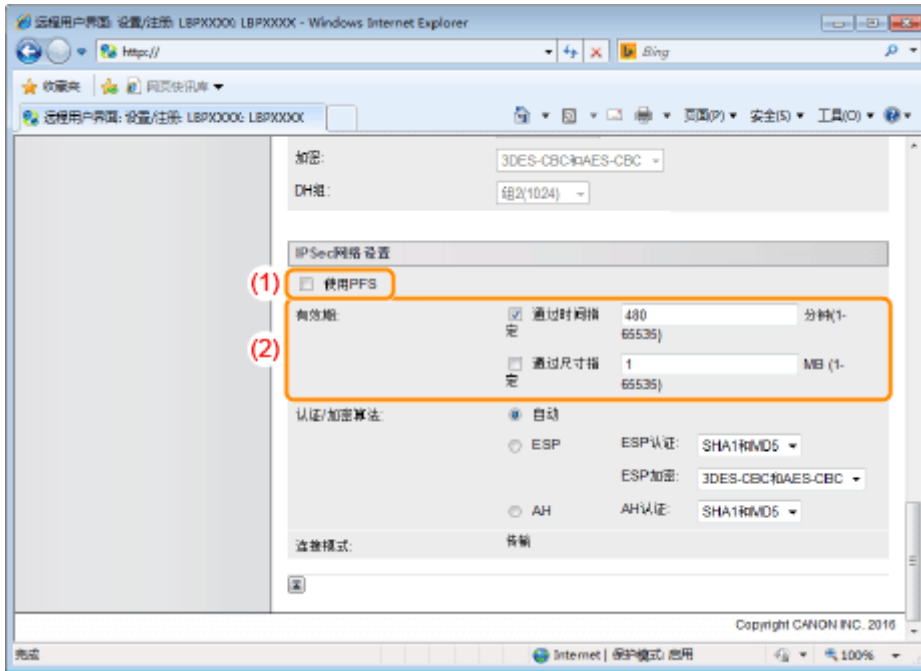 远程用户界面: 设置/注册: LBPXXXX: LBPXXXX - Windows Internet Explorer
http://
Bing
收藏夹 网页快讯库
远程用户界面: 设置/注册: LBPXXXX: LBPXXXX
页面(P) 安全(S) 工具(O)
加密: 3DES-CBC和AES-CBC
DH组: 组2(1024)
IPSec网络设置
(1) 使用PFS
(2)
有效期: 通过时间指定 480 分钟(1-65535)
通过尺寸指定 1 MB (1-65535)
认证/加密算法: 自动
ESP ESP认证: SHA1和MD5
ESP加密: 3DES-CBC和AES-CBC
AH AH认证: SHA1和MD5
连接模式: 传输
Copyright CANON INC. 2016
完成 Internet | 保护模式: 启用 100%